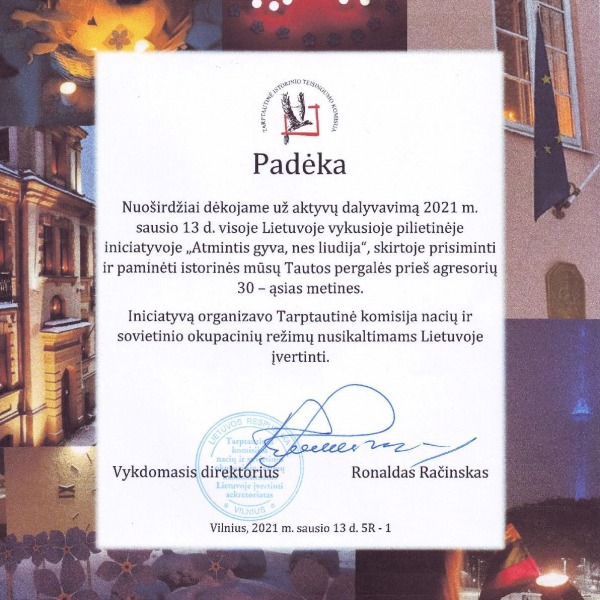 TARPTAUTINĖ ISTORINIO TEISINGUMO KOMISIJA
Padėka
Nuoširdžiai dėkojame už aktyvų dalyvavimą 2021 m.
sausio 13 d. visoje Lietuvoje vykusioje pilietinėje
iniciatyvoje „Atmintis gyva, nes liudija“, skirtoje prisiminti
ir paminėti istorinės mūsų Tautos pergalės prieš agresorių
30 – ąsias metines.
Iniciatyvą organizavo Tarptautinė komisija nacių ir
sovietinio okupacinių režimų nusikaltimams Lietuvoje
įvertinti.
LIETUVOS RESPUBLIKA
Tarptautinės
komisijos
nacių ir sovietinio
Vykdomasis direktorius Ronaldas Račinskas
Lietuvoje įvertinti
sekretoriatas
* VILNIUS *
Vilnius, 2021 m. sausio 13 d. 5R - 1